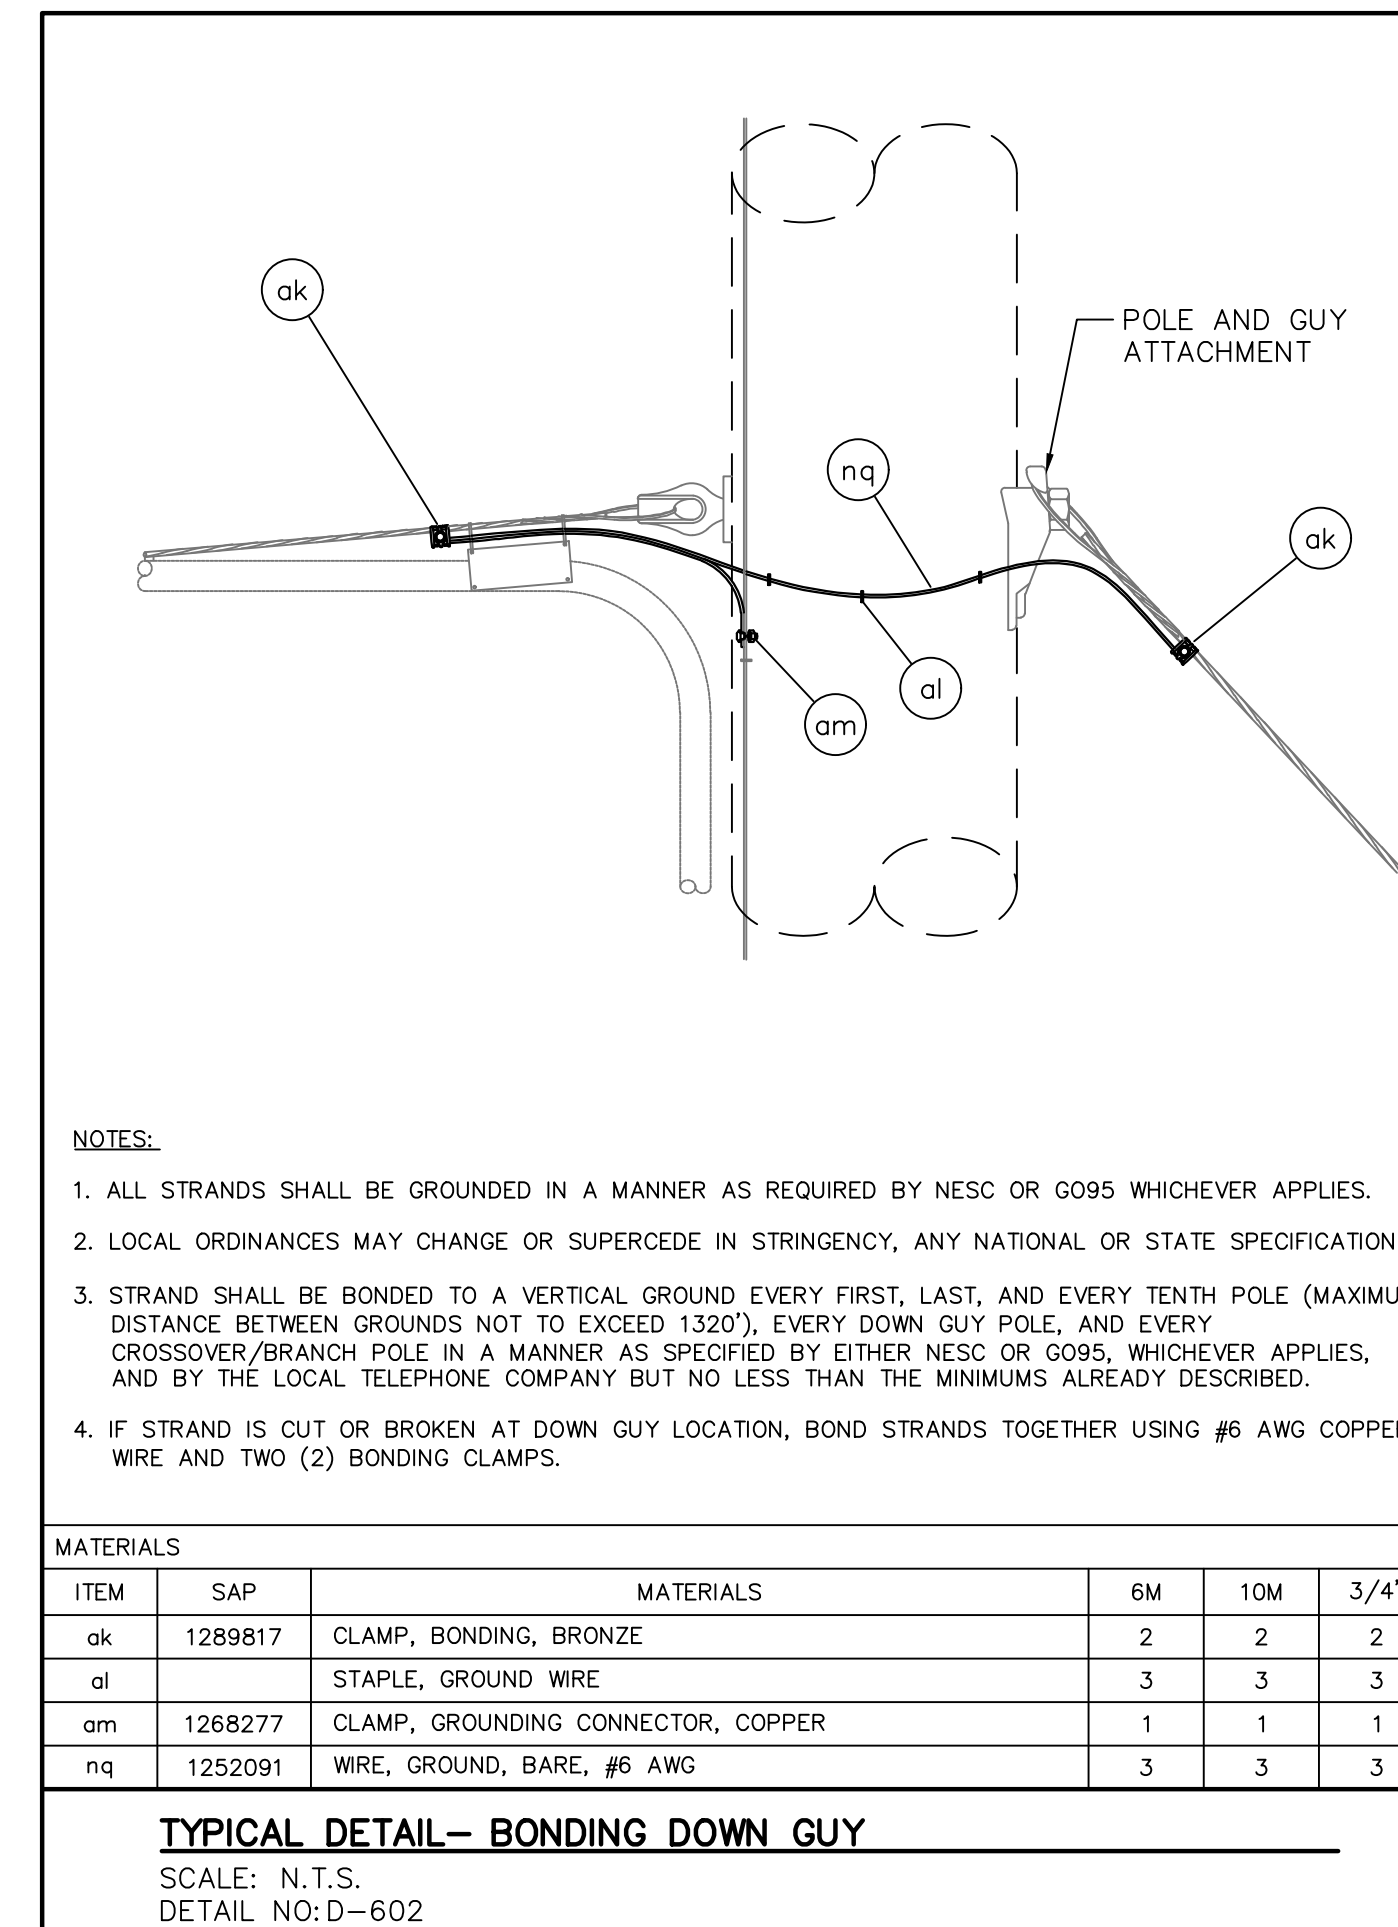 ak
POLE AND GUY
ATTACHMENT
nq
ak
al
am
NOTES:
1. ALL STRANDS SHALL BE GROUNDED IN A MANNER AS REQUIRED BY NESC OR GO95 WHICHEVER APPLIES.
2. LOCAL ORDINANCES MAY CHANGE OR SUPERCEDE IN STRINGENCY, ANY NATIONAL OR STATE SPECIFICATION
3. STRAND SHALL BE BONDED TO A VERTICAL GROUND EVERY FIRST, LAST, AND EVERY TENTH POLE
DISTANCE BETWEEN GROUNDS NOT TO EXCEED 1320'), EVERY DOWN GUY POLE, AND EVERY
CROSSOVER/BRANCH POLE IN A MANNER AS SPECIFIED BY EITHER NESC OR GO95, WHICHEVER APPLIES,
AND BY THE LOCAL TELEPHONE COMPANY BUT NO LESS THAN THE MINIMUMS ALREADY DESCRIBED.
4. IF STRAND IS CUT OR BROKEN AT DOWN GUY LOCATION, BOND STRANDS TOGETHER USING #6 AWG
WIRE AND TWO (2) BONDING CLAMPS.
MATERIALS
ITEM SAP MATERIALS 6M 10M 3/4"
ak 1289817 CLAMP, BONDING, BRONZE 2 2 2
al STAPLE, GROUND WIRE 3 3 3
am 1268277 CLAMP, GROUNDING CONNECTOR, COPPER 1 1 1
nq 1252091 WIRE, GROUND, BARE, #6 AWG 3 3 3
TYPICAL DETAIL– BONDING DOWN GUY
SCALE: N.T.S.
DETAIL NO: D–602